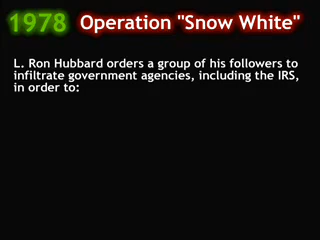 1978 Operation "Snow White"
L. Ron Hubbard orders a group of his followers to
infiltrate government agencies, including the IRS,
in order to: